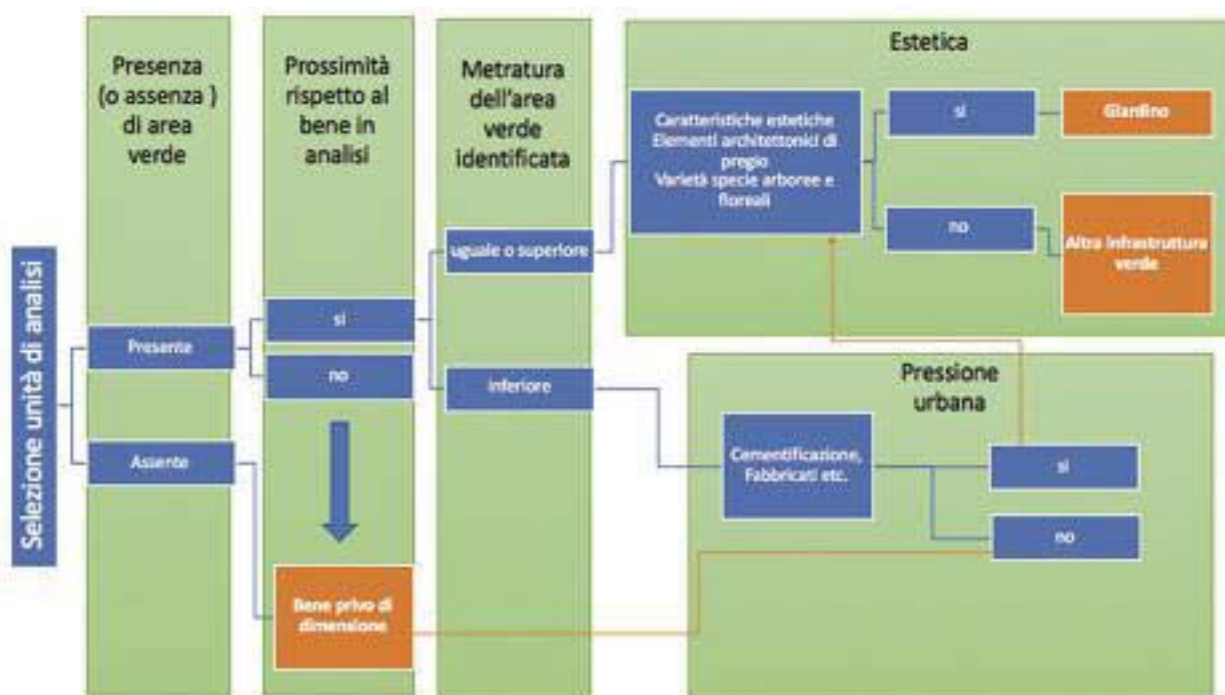 Selezione unità di analisi
Presenza
(o assenza )
di area
verde
Presente
Assente
Prossimità
rispetto al
bene in
analisi
si
no
Bene privo di
dimensione
Metratura
dell'area
verde
identificata
uguale o superiore
inferiore
Estetica
Caratteristiche estetiche
Elementi architettonici di
pregio
Varietà specie arboree e
floreali
si
no
Giardino
Altra infrastruttura
verde
Pressione
urbana
Cementificazione,
Fabbricati etc.
si
no